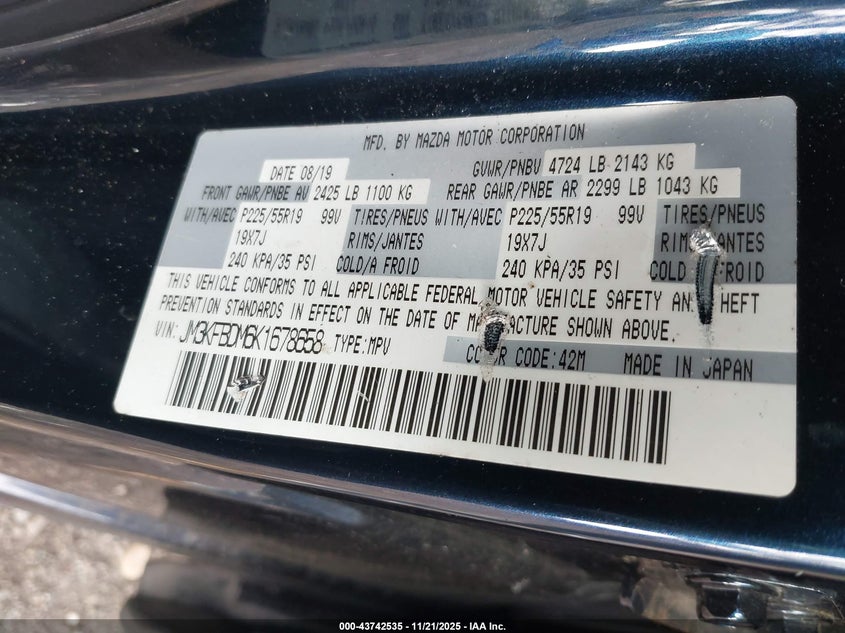 MFD. BY MAZDA MOTOR CORPORATION
DATE 08/19 GVWR/PNBV 4724 LB 2143 KG
FRONT GAWR/PNBE AV 2425 LB 1100 KG REAR GAWR/PNBE AR 2299 LB 1043 KG
WITH/AVEC P225/55R19 99V TIRES/PNEUS WITH/AVEC P225/55R19 99V TIRES/PNEUS
19X7J RIMS/JANTES 19X7J RIMS/JANTES
240 KPA/35 PSI COLD/A FROID 240 KPA/35 PSI COLD/A FROID
THIS VEHICLE CONFORMS TO ALL APPLICABLE FEDERAL MOTOR VEHICLE SAFETY AND THEFT
PREVENTION STANDARDS IN EFFECT ON THE DATE OF MANUFACTURE SHOWN ABOVE.
VIN: JM3KFBDM6K1678658 TYPE:MPV
COLOR CODE:42M MADE IN JAPAN
000-43742535 - 11/21/2025 - IAA Inc.